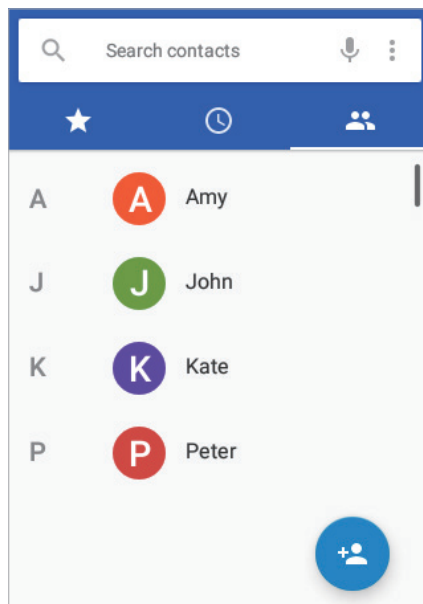 Search contacts
A A Amy
J J John
K K Kate
P P Peter